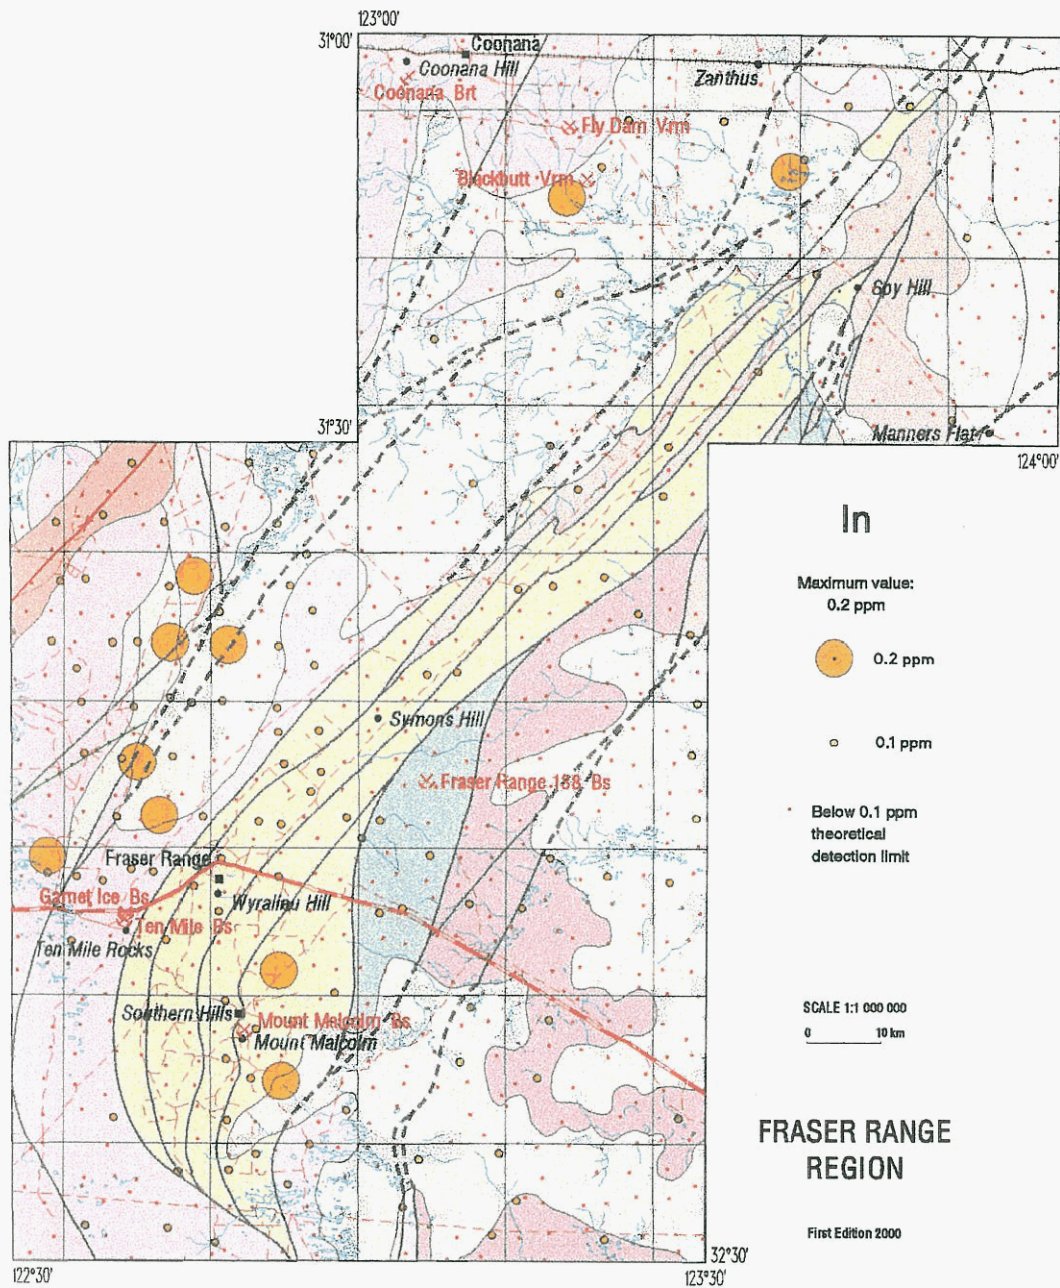 123°00'
31°00'
Coonana
Coonana Hill
Coonana Brt
Zanthus
Fly Dam Vrm
Blackbutt Vrm
Spy Hill
31°30'
Manners Flat
124°00'
In
Maximum value:
0.2 ppm
0.2 ppm
Symons Hill
0.1 ppm
Fraser Range 188 Bs
Below 0.1 ppm
theoretical
detection limit
Fraser Range
Garnet Ice Bs
Wyralinu Hill
Ten Mile Bs
Ten Mile Rocks
SCALE 1:1 000 000
Southern Hills
Mount Malcolm Bs
0 10 km
Mount Malcolm
FRASER RANGE
REGION
First Edition 2000
32°30'
122°30'
123°30'